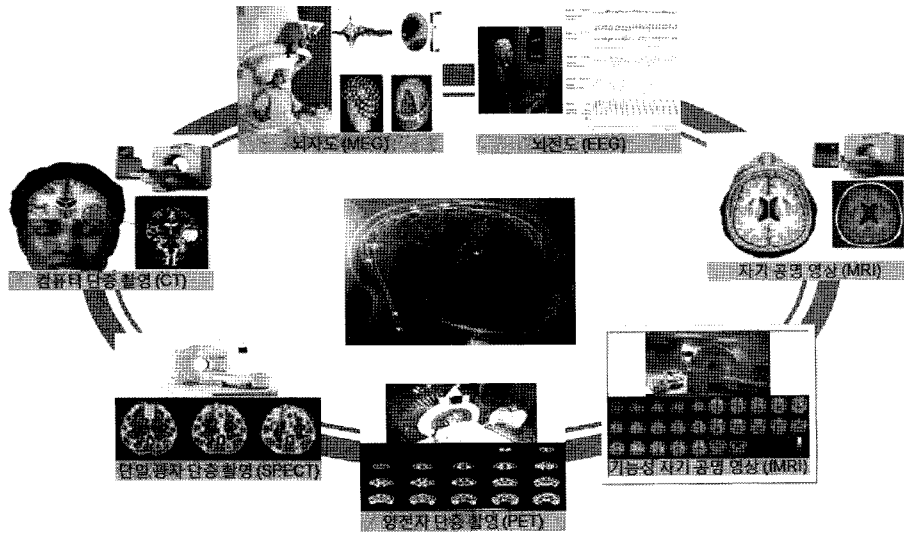 뇌자도 (MEG)
뇌전도 (EEG)
컴퓨터 단층 촬영 (CT)
자기 공명 영상 (MRI)
단일 광자 단층 촬영 (SPECT)
기능성 자기 공명 영상 (fMRI)
양전자 단층 촬영 (PET)